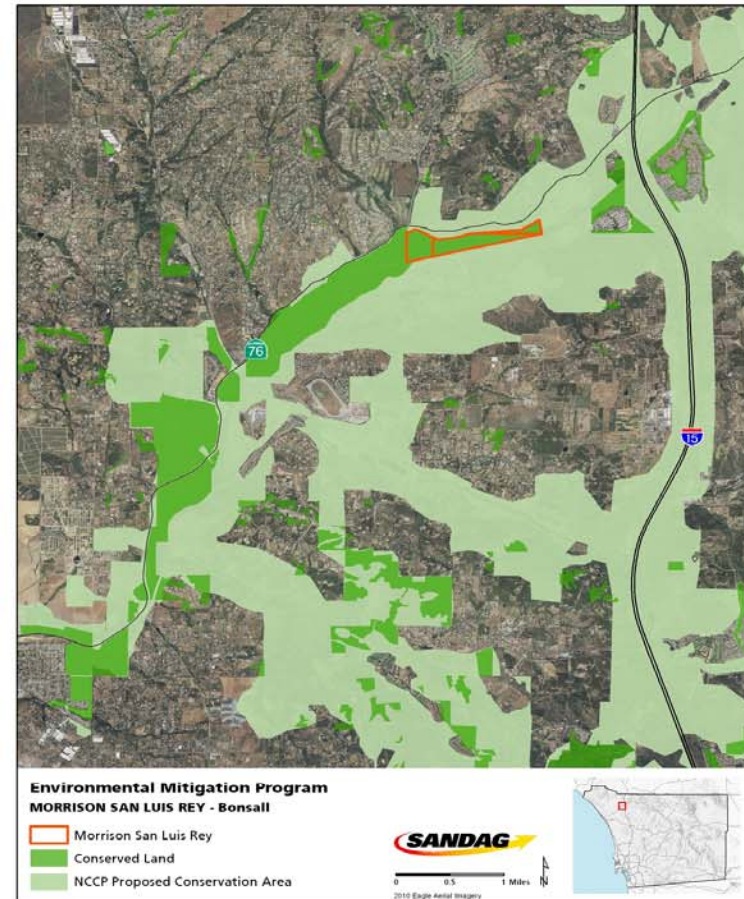 76
15
Environmental Mitigation Program
MORRISON SAN LUIS REY - Bonsall
Morrison San Luis Rey
Conserved Land
NCCP Proposed Conservation Area
SANDAG
0 0.5 1 Miles
N
2010 Eagle Aerial Imagery